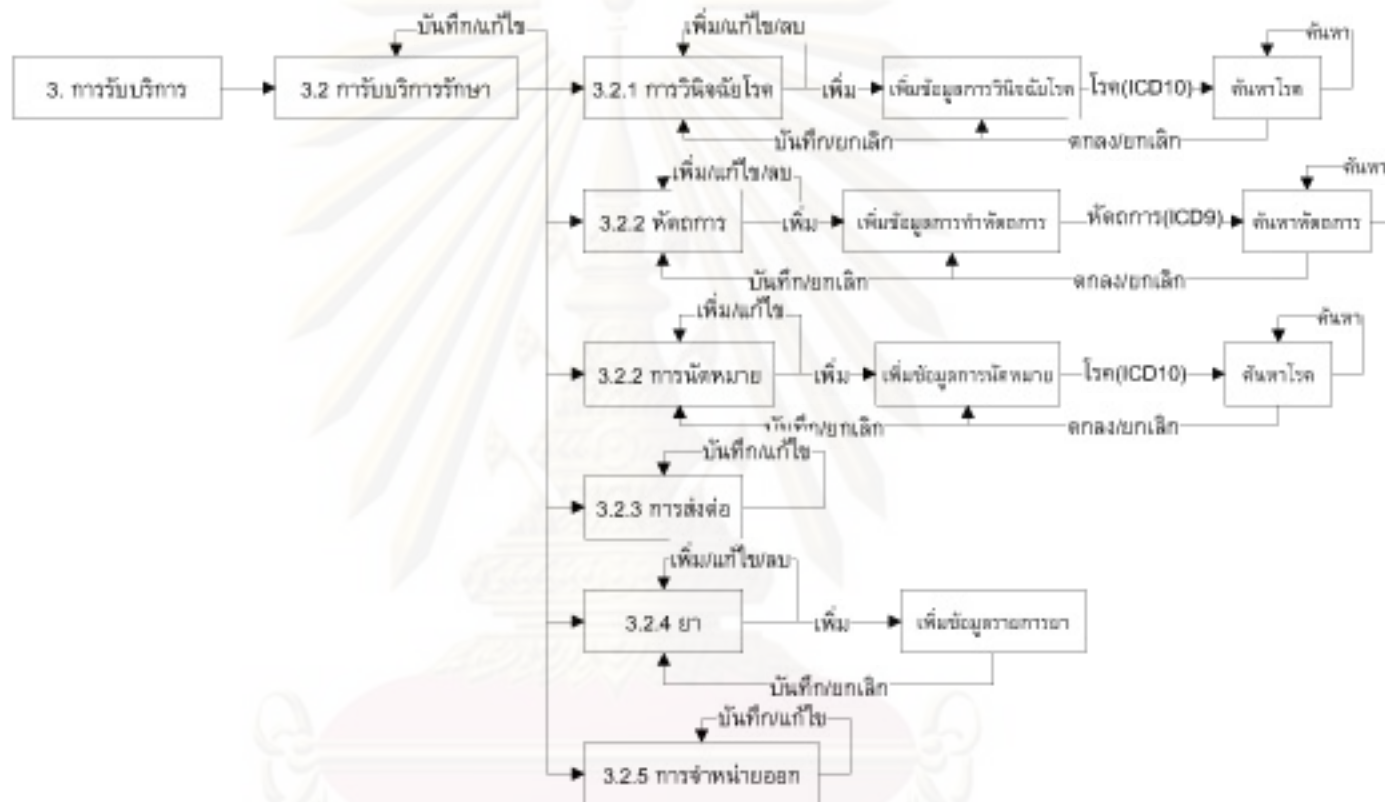 บันทึก/แก้ไข
เพิ่ม/แก้ไข/ลบ
ค้นหา
3. การรับบริการ
3.2 การับบริการรักษา
3.2.1 การวินิจฉัยโรค
เพิ่ม
เพิ่มข้อมูลการวินิจฉัยโรค
โรค(ICD10)
ค้นหาโรค
บันทึก/ยกเลิก
ตกลง/ยกเลิก
เพิ่ม/แก้ไข/ลบ
ค้นหา
3.2.2 หัตถการ
เพิ่ม
เพิ่มข้อมูลการทำหัตถการ
หัตถการ(ICD9)
ค้นหาหัตถการ
บันทึก/ยกเลิก
ตกลง/ยกเลิก
เพิ่ม/แก้ไข
ค้นหา
3.2.2 การนัดหมาย
เพิ่ม
เพิ่มข้อมูลการนัดหมาย
โรค(ICD10)
ค้นหาโรค
บันทึก/ยกเลิก
ตกลง/ยกเลิก
บันทึก/แก้ไข
3.2.3 การส่งต่อ
เพิ่ม/แก้ไข/ลบ
3.2.4 ยา
เพิ่ม
เพิ่มข้อมูลรายการยา
บันทึก/ยกเลิก
บันทึก/แก้ไข
3.2.5 การจำหน่ายออก